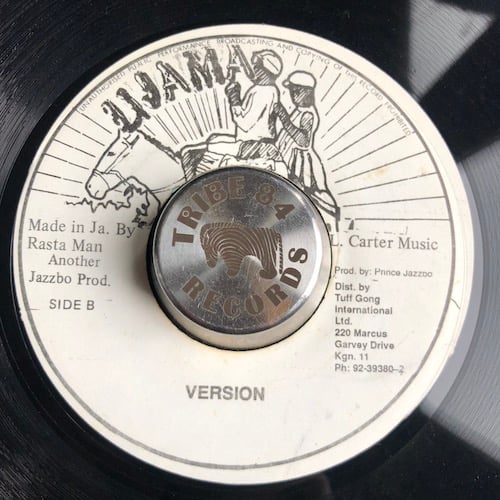 UNAUTHORISED PUBLIC PERFORMANCE BROADCASTING AND COPYING OF THIS RECORD PROHIBITED
UJAMA
TRIBE 84
RECORDS
Made in Ja. By
Rasta Man
Another
Jazzbo Prod.
SIDE B
L. Carter Music
Prod. by: Prince Jazzbo
Dist. by
Tuff Gong
International
Ltd.
220 Marcus
Garvey Drive
Kgn. 11
Ph: 92-39380-2
VERSION